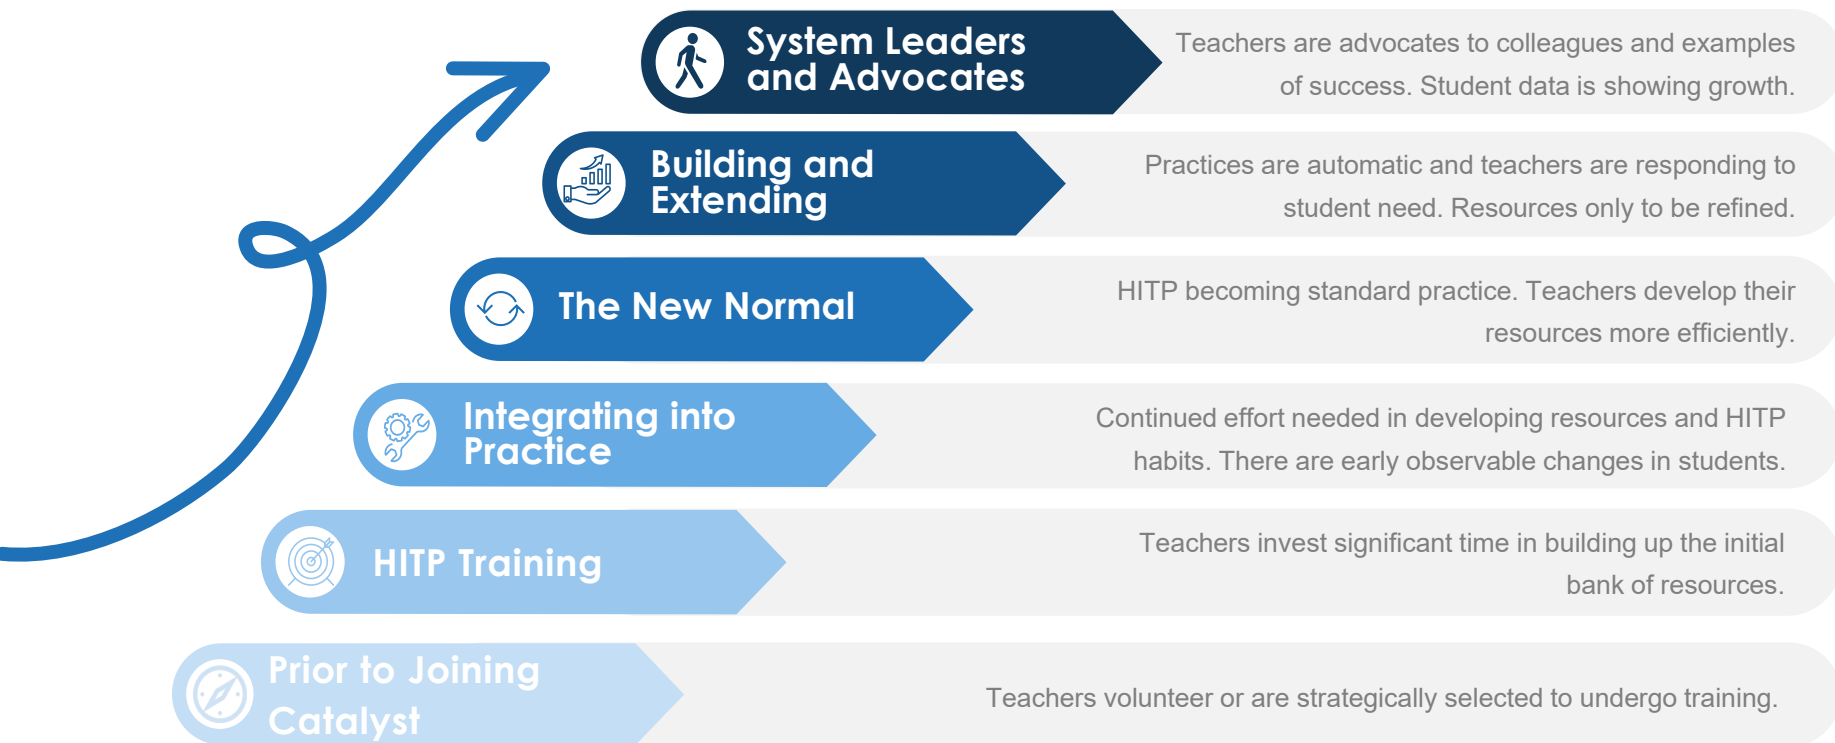 System Leaders
and Advocates
Teachers are advocates to colleagues and examples
of success. Student data is showing growth.
Building and
Extending
Practices are automatic and teachers are responding to
student need. Resources only to be refined.
The New Normal
HITP becoming standard practice. Teachers develop their
resources more efficiently.
Integrating into
Practice
Continued effort needed in developing resources and HITP
habits. There are early observable changes in students.
HITP Training
Teachers invest significant time in building up the initial
bank of resources.
Prior to Joining
Catalyst
Teachers volunteer or are strategically selected to undergo training.